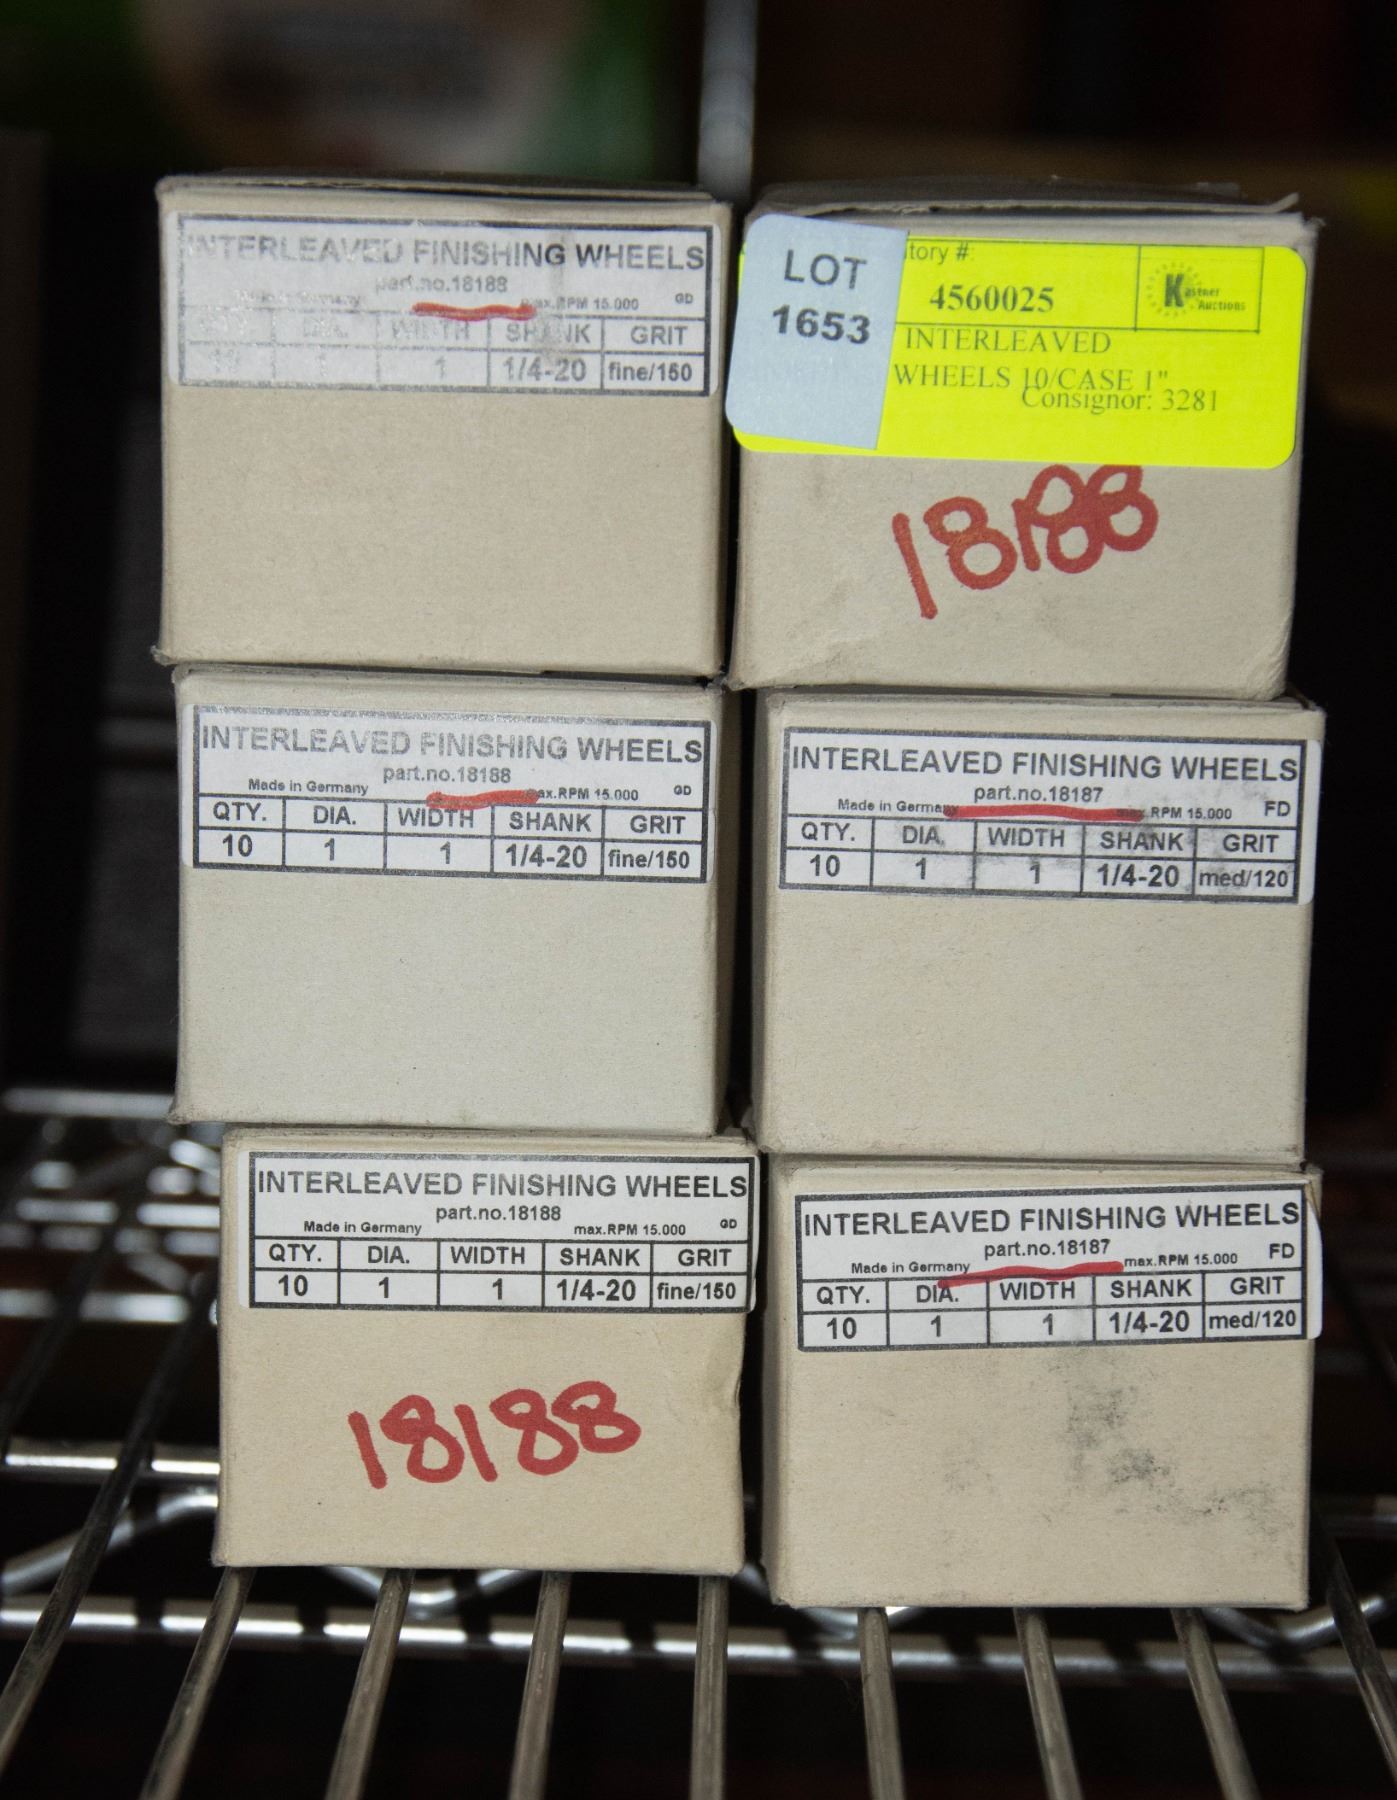 INTERLEAVED FINISHING WHEELS
part.no.18188
max.RPM 15.000 GD
DIA. WIDTH SHANK GRIT
10 1 1 1/4-20 fine/150
LOT
1653
4560025
Kastner
Auctions
INTERLEAVED
WHEELS 10/CASE 1"
Consignor: 3281
18188
INTERLEAVED FINISHING WHEELS
part.no.18188
Made in Germany max.RPM 15.000 GD
QTY. DIA. WIDTH SHANK GRIT
10 1 1 1/4-20 fine/150
INTERLEAVED FINISHING WHEELS
part.no.18187
Made in Germany max.RPM 15.000 FD
QTY. DIA. WIDTH SHANK GRIT
10 1 1 1/4-20 med/120
INTERLEAVED FINISHING WHEELS
part.no.18188
Made in Germany max.RPM 15.000 GD
QTY. DIA. WIDTH SHANK GRIT
10 1 1 1/4-20 fine/150
18188
INTERLEAVED FINISHING WHEELS
part.no.18187
Made in Germany max.RPM 15.000 FD
QTY. DIA. WIDTH SHANK GRIT
10 1 1 1/4-20 med/120